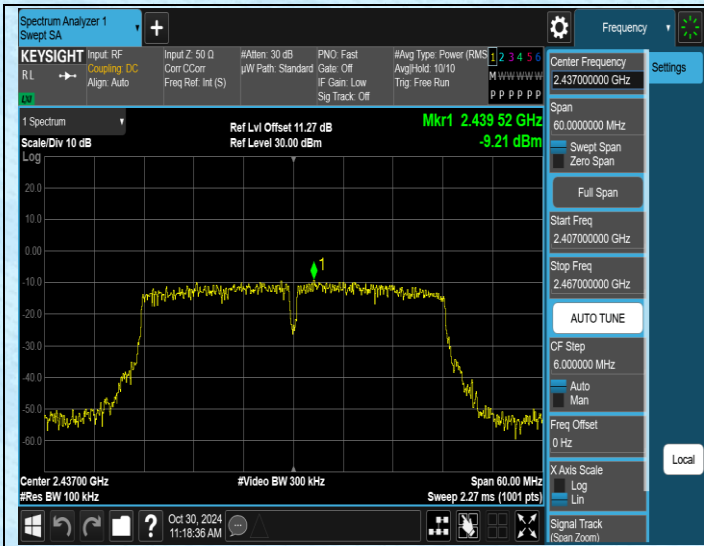 Spectrum Analyzer 1
Swept SA
Frequency
KEYSIGHT
RL
LXI
Input: RF
Coupling: DC
Align: Auto
Input Z: 50 Ω
Corr CCorr
Freq Ref: Int (S)
#Atten: 30 dB
µW Path: Standard
PNO: Fast
Gate: Off
IF Gain: Low
Sig Track: Off
#Avg Type: Power (RMS
Avg|Hold: 10/10
Trig: Free Run
1 2 3 4 5 6
M W W W W W
P P P P P P
1 Spectrum
Scale/Div 10 dB
Ref Lvl Offset 11.27 dB
Ref Level 30.00 dBm
Mkr1 2.439 52 GHz
-9.21 dBm
Log
20.0
10.0
0.00
-10.0
-20.0
-30.0
-40.0
-50.0
-60.0
1
Center 2.43700 GHz
#Res BW 100 kHz
#Video BW 300 kHz
Span 60.00 MHz
Sweep 2.27 ms (1001 pts)
?
Oct 30, 2024
11:18:36 AM
Center Frequency
2.437000000 GHz
Span
60.0000000 MHz
Swept Span
Zero Span
Full Span
Start Freq
2.407000000 GHz
Stop Freq
2.467000000 GHz
AUTO TUNE
CF Step
6.000000 MHz
Auto
Man
Freq Offset
0 Hz
X Axis Scale
Log
Lin
Signal Track
(Span Zoom)
Settings
Local